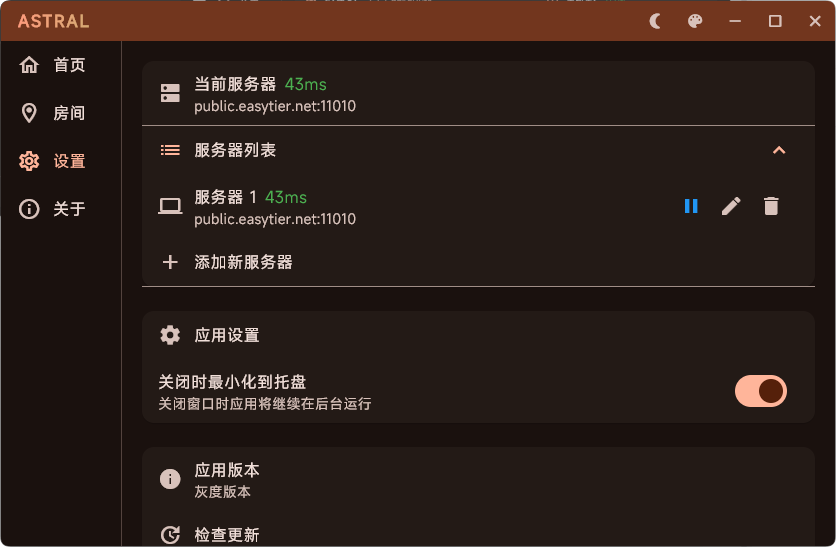 ASTRAL
首页
房间
设置
关于
当前服务器 43ms
public.easytier.net:11010
服务器列表
服务器 1 43ms
public.easytier.net:11010
添加新服务器
应用设置
关闭时最小化到托盘
关闭窗口时应用将继续在后台运行
应用版本
灰度版本
检查更新